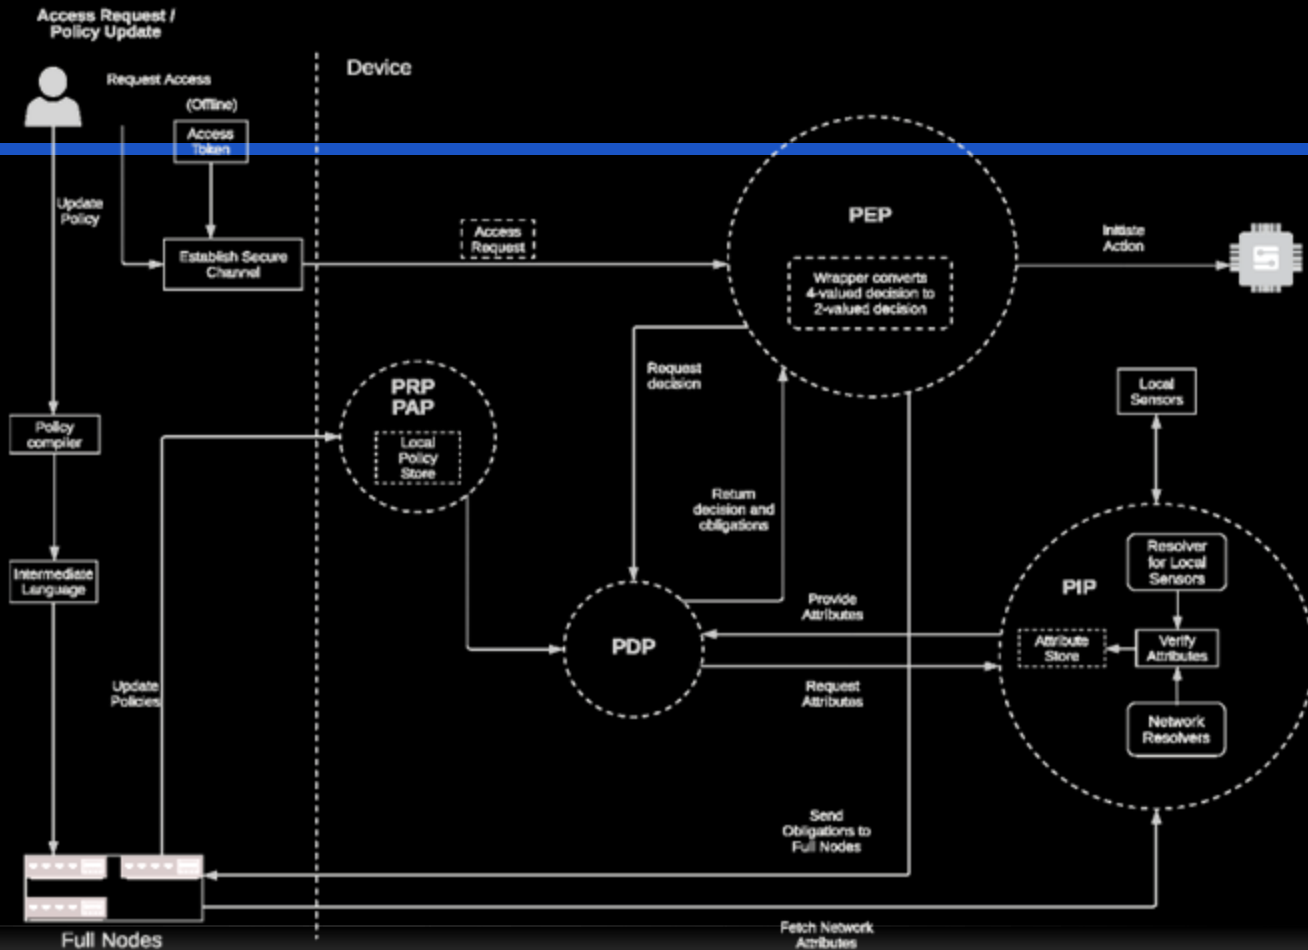 Access Request /
Policy Update
Request Access
Device
(Offline)
Access
Token
Update
Policy
Establish Secure
Channel
Access
Request
PEP
Wrapper converts
4-valued decision to
2-valued decision
Initiate
Action
Request
decision
PRP
PAP
Local
Policy
Store
Local
Sensors
Policy
compiler
Return
decision and
obligations
Intermediate
Language
Resolver
for Local
Sensors
PIP
Provide
Attributes
PDP
Attribute
Store
Verify
Attributes
Request
Attributes
Update
Policies
Network
Resolvers
Send
Obligations to
Full Nodes
Fetch Network
Attributes
Full Nodes